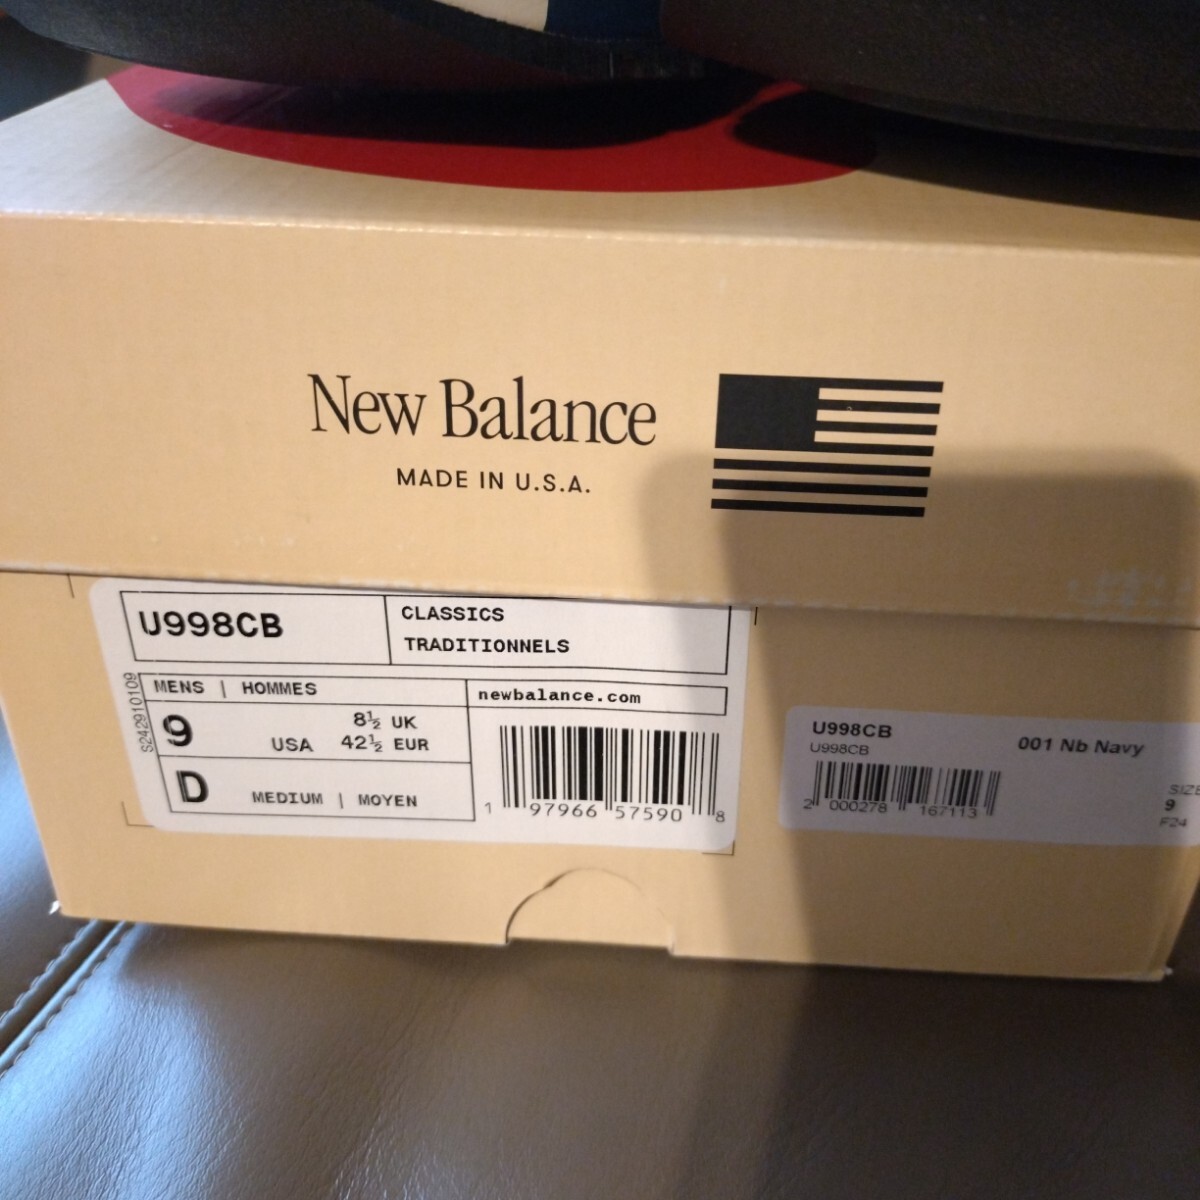 New Balance
MADE IN U.S.A.
U998CB
CLASSICS
TRADITIONNELS
S242910109
MENS | HOMMES
newbalance.com
9
USA
8½ UK
42½ EUR
D
MEDIUM | MOYEN
1 97966 57590 8
U998CB
U998CB
001 Nb Navy
2 000278 167113
SIZE
9
F24